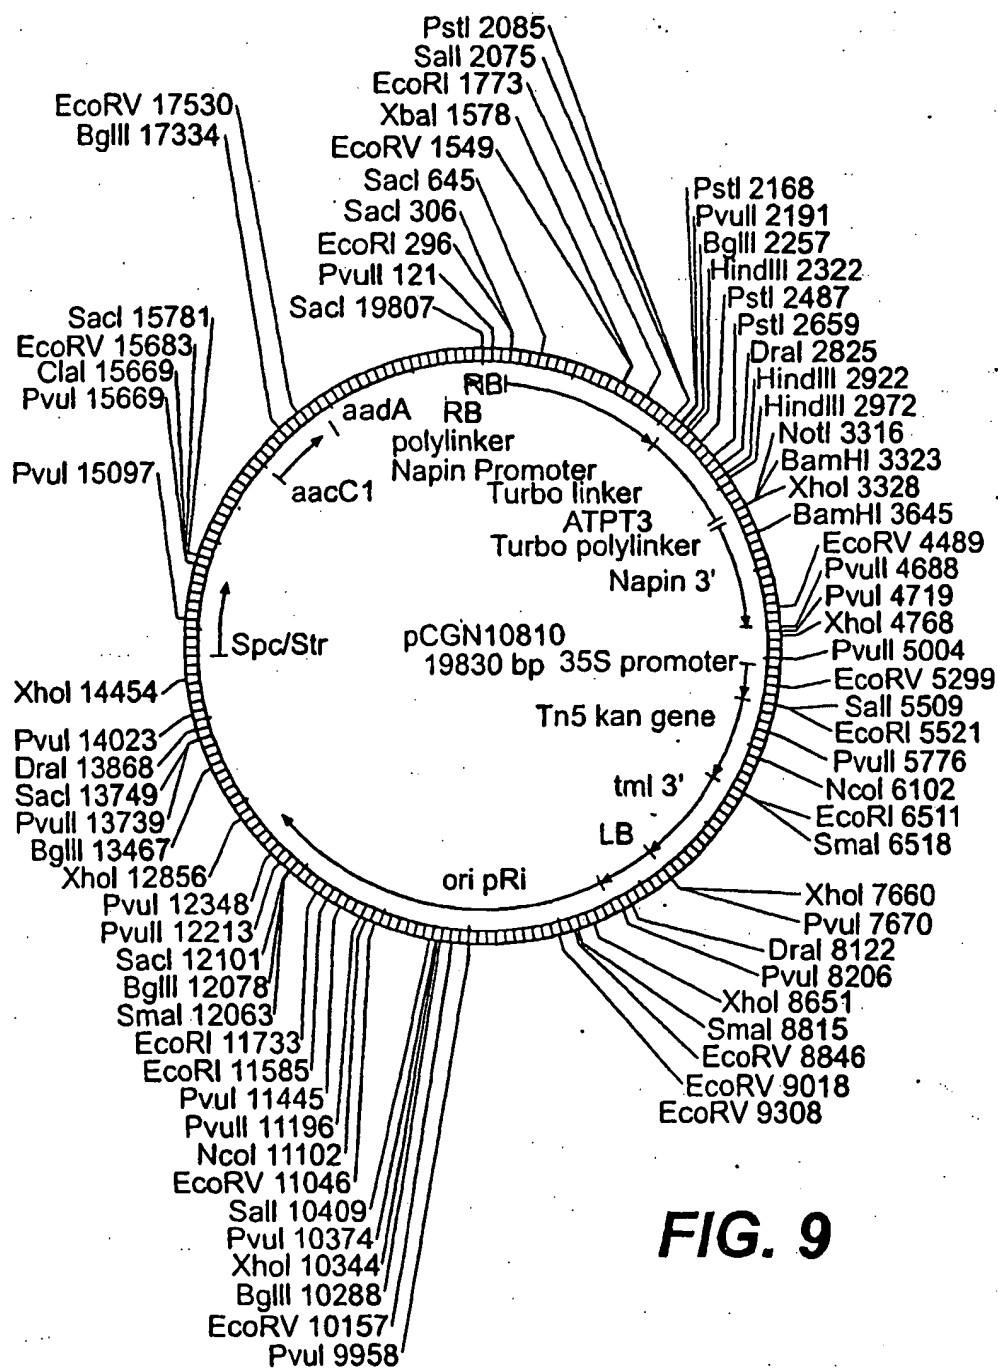 PstI 2085
SalI 2075
EcoRI 1773
XbaI 1578
EcoRV 1549
SacI 645
SacI 306
EcoRI 296
PvuII 121
SacI 19807
EcoRV 17530
BglII 17334
SacI 15781
EcoRV 15683
ClaI 15669
PvuI 15669
PvuI 15097
XhoI 14454
PvuI 14023
DraI 13868
SacI 13749
PvuII 13739
BglII 13467
XhoI 12856
PvuI 12348
PvuII 12213
SacI 12101
BglII 12078
SmaI 12063
EcoRI 11733
EcoRI 11585
PvuI 11445
PvuII 11196
NcoI 11102
EcoRV 11046
SalI 10409
PvuI 10374
XhoI 10344
BglII 10288
EcoRV 10157
PvuI 9958
PstI 2168
PvuII 2191
BglII 2257
HindIII 2322
PstI 2487
PstI 2659
DraI 2825
HindIII 2922
HindIII 2972
NotI 3316
BamHI 3323
XhoI 3328
BamHI 3645
EcoRV 4489
PvuII 4688
PvuI 4719
XhoI 4768
PvuII 5004
EcoRV 5299
SalI 5509
EcoRI 5521
PvuII 5776
NcoI 6102
EcoRI 6511
SmaI 6518
XhoI 7660
PvuI 7670
DraI 8122
PvuI 8206
XhoI 8651
SmaI 8815
EcoRV 8846
EcoRV 9018
EcoRV 9308
RB
aadA
RB
polylinker
Napin Promoter
aacC1
Turbo linker
ATPT3
Turbo polylinker
Napin 3'
Spc/Str
pCGN10810
19830 bp
35S promoter
Tn5 kan gene
tml 3'
LB
ori pRi
FIG. 9